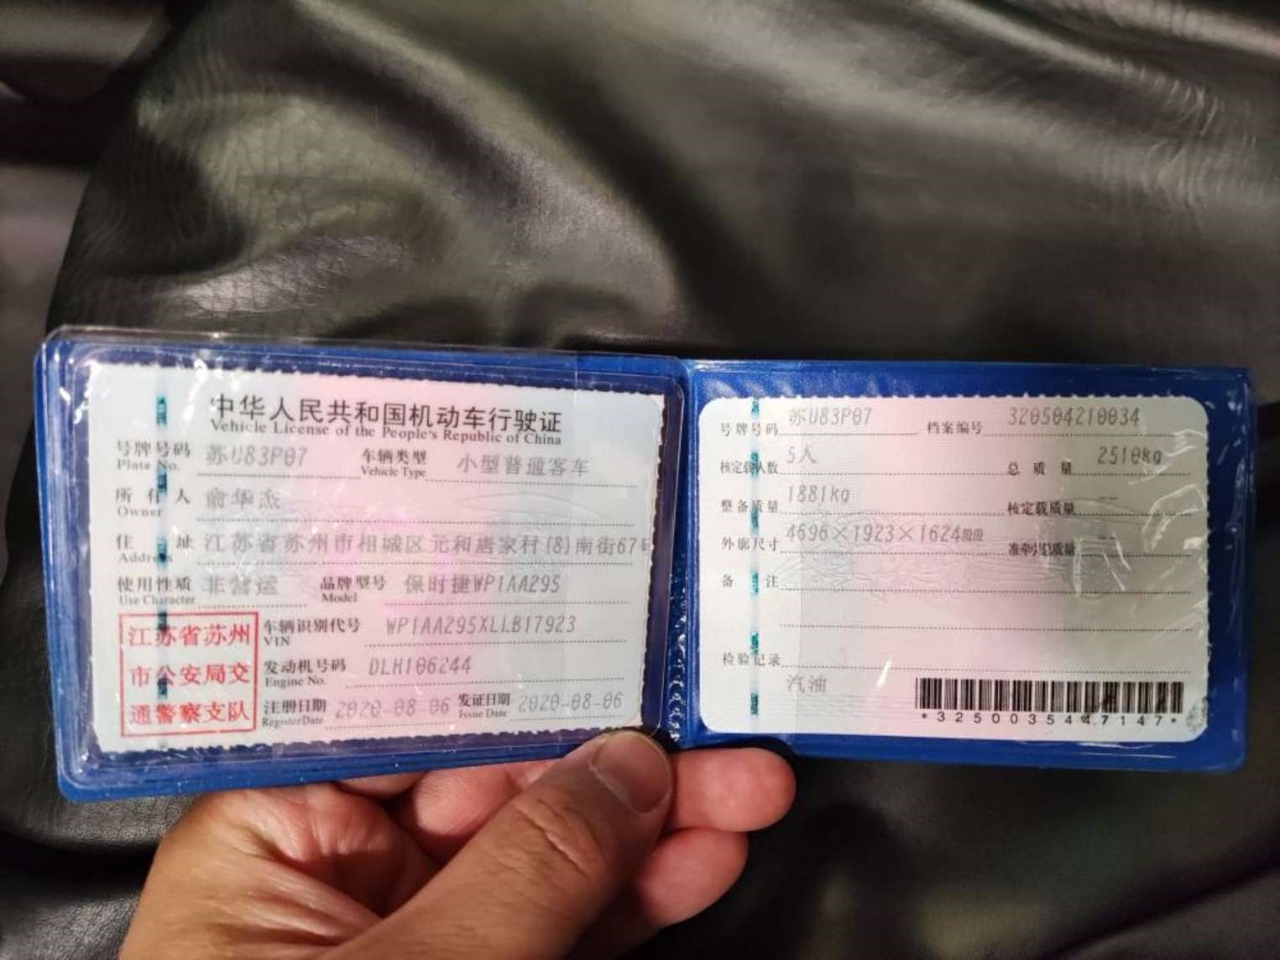 中华人民共和国机动车行驶证
Vehicle License of the People's Republic of China
号牌号码 苏U83P07 车辆类型 小型普通客车
Plate No. Vehicle Type
所有人 俞华杰
Owner
住址 江苏省苏州市相城区元和唐家村(8)南街67号
Address
使用性质 非营运 品牌型号 保时捷WP1AA295
Use Character Model
江苏省苏州
市公安局交
通警察支队
车辆识别代号 WP1AA295XLLB17923
VIN
发动机号码 DLH106244
Engine No.
注册日期 2020-08-06 发证日期 2020-08-06
Register Date Issue Date
号牌号码 苏U83P07 档案编号 320504210034
核定载人数 5人 总质量 2510kg
整备质量 1881kg 核定载质量 --
外廓尺寸 4696×1923×1624mm 准牵引总质量 --
备注
检验记录
汽油
*3250035447147*